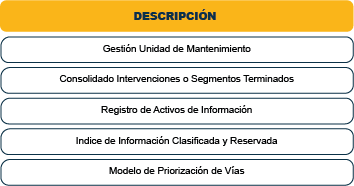 DESCRIPCIÓN
Gestión Unidad de Mantenimiento
Consolidado Intervenciones o Segmentos Terminados
Registro de Activos de Información
Indice de Información Clasificada y Reservada
Modelo de Priorización de Vías